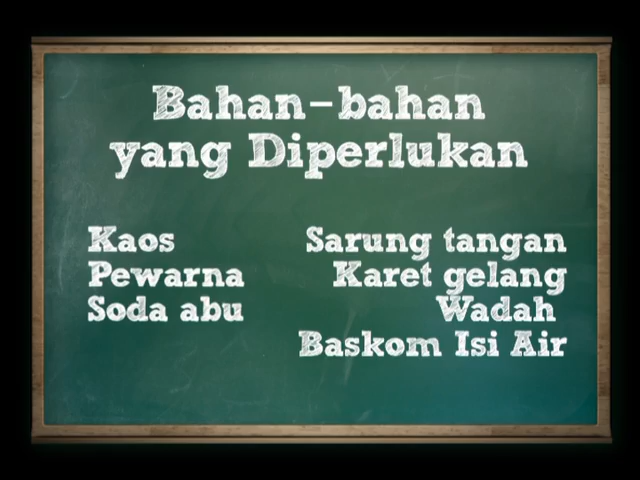 Bahan-bahan
yang Diperlukan
Kaos
Pewarna
Soda abu
Sarung tangan
Karet gelang
Wadah
Baskom Isi Air